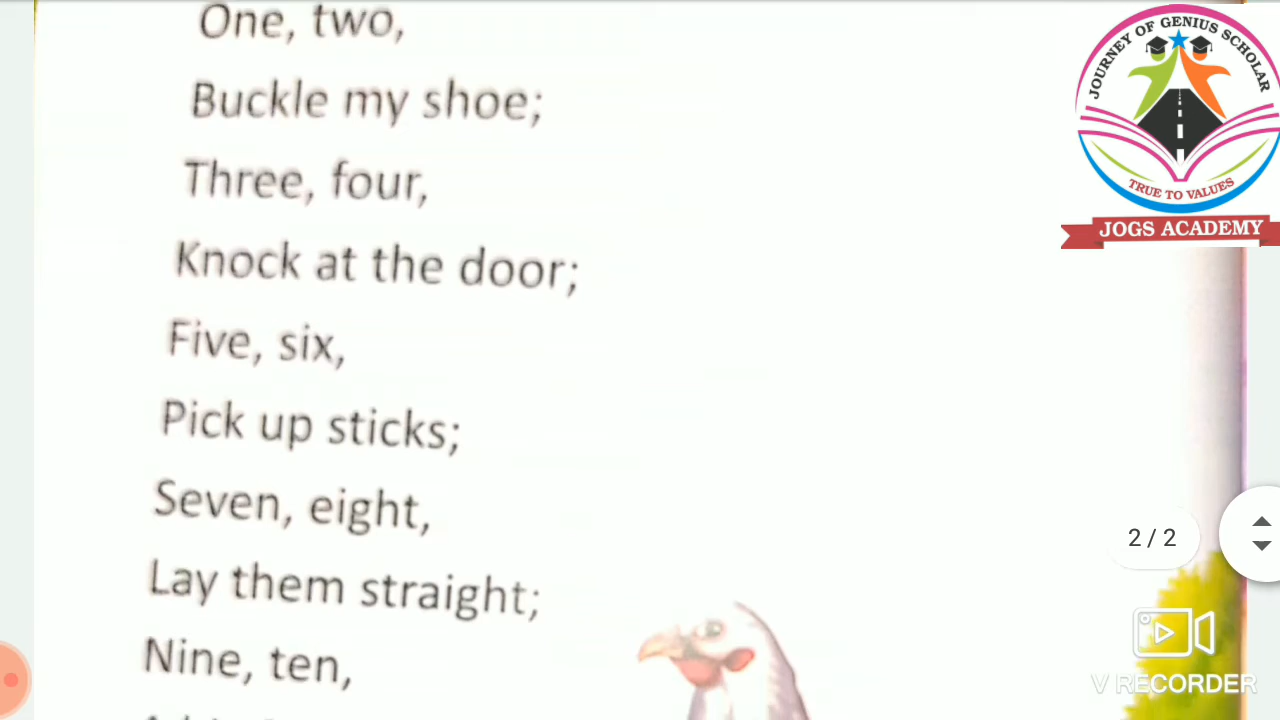 One, two,
Buckle my shoe;
Three, four,
Knock at the door;
Five, six,
Pick up sticks;
Seven, eight,
Lay them straight;
Nine, ten,
JOURNEY OF GENIUS SCHOLAR
TRUE TO VALUES
JOGS ACADEMY
2 / 2
V RECORDER